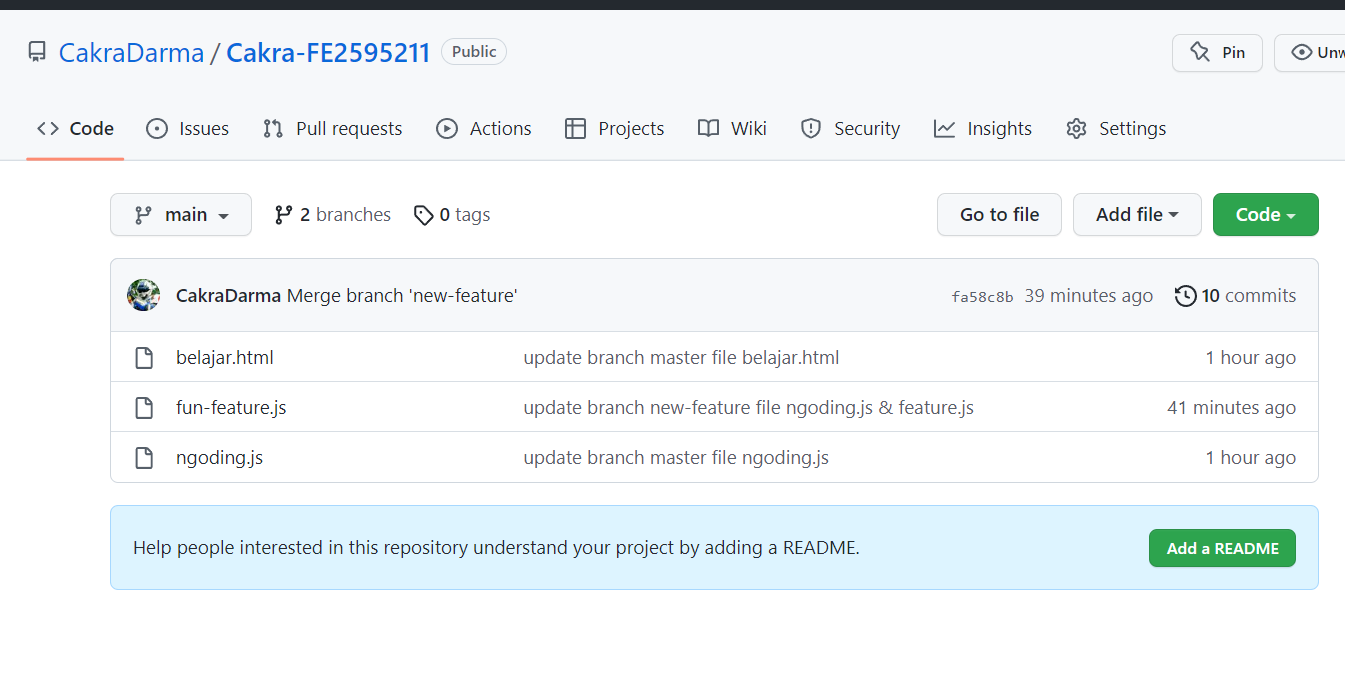 CakraDarma / Cakra-FE2595211 Public Pin Unw
Code Issues Pull requests Actions Projects Wiki Security Insights Settings
main 2 branches 0 tags Go to file Add file Code
CakraDarma Merge branch 'new-feature' fa58c8b 39 minutes ago 10 commits
belajar.html update branch master file belajar.html 1 hour ago
fun-feature.js update branch new-feature file ngoding.js & feature.js 41 minutes ago
ngoding.js update branch master file ngoding.js 1 hour ago
Help people interested in this repository understand your project by adding a README. Add a README